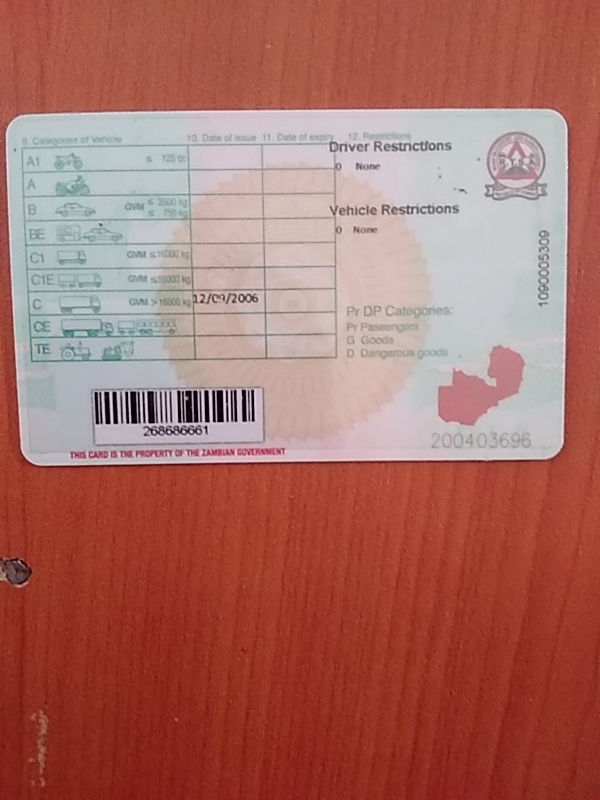 9. Categories of Vehicle 10. Date of issue 11. Date of expiry 12. Restrictions
A1 ≤ 125 cc
A
B GVM ≤ 3500 kg
≤ 750 kg
BE
C1 GVM ≤16000 kg
C1E GVM ≤16000 kg
C GVM >16000 kg 12/09/2006
CE
TE
Driver Restrictions
0 None
Vehicle Restrictions
0 None
RTSA
1090005309
Pr DP Categories:
Pr Passengers
G Goods
D Dangerous goods
268686661
200403696
THIS CARD IS THE PROPERTY OF THE ZAMBIAN GOVERNMENT